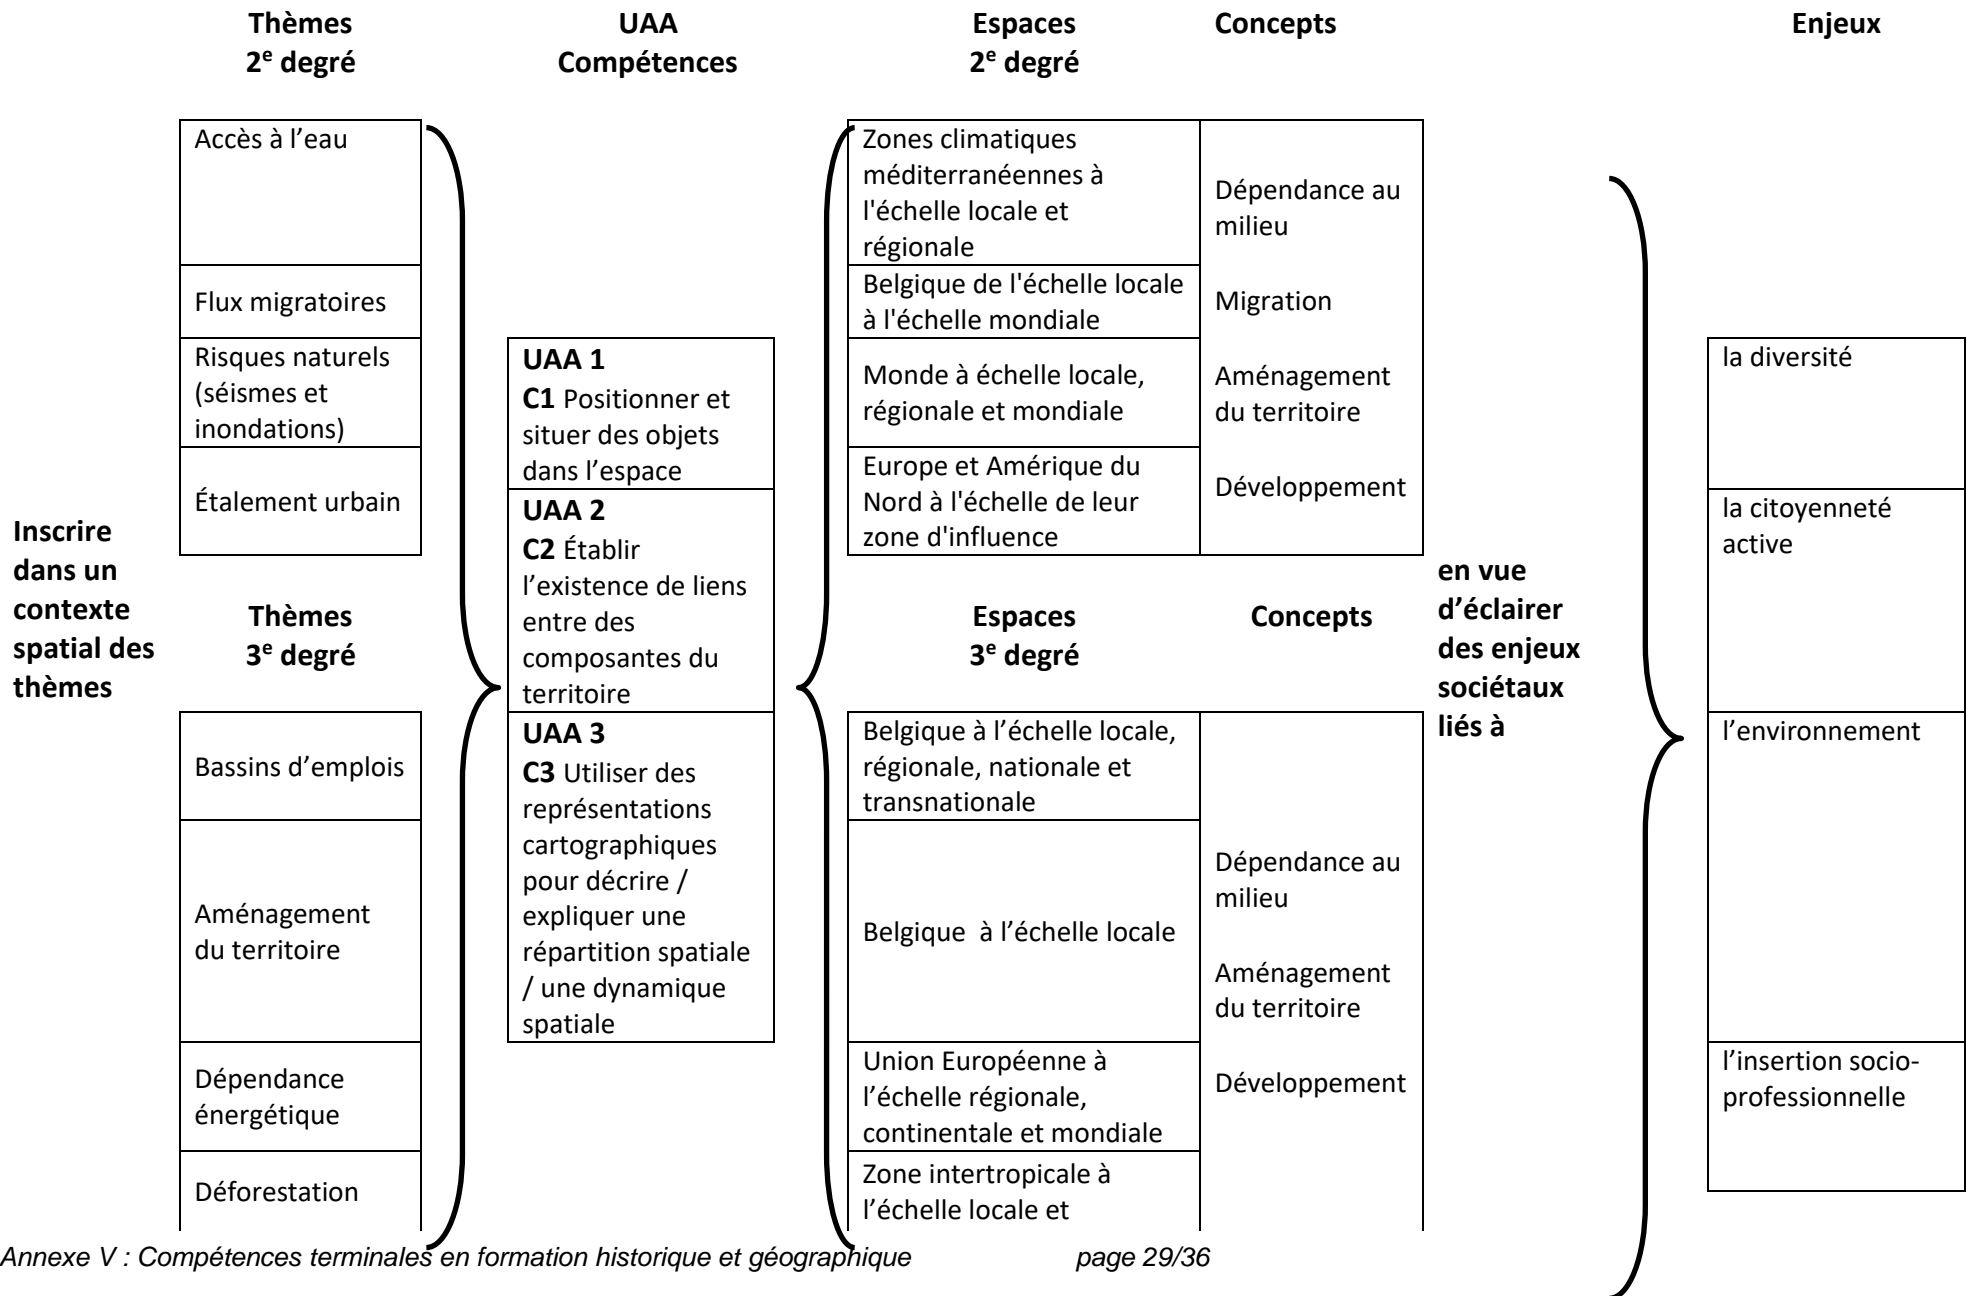 Thèmes
2e degré
UAA
Compétences
Espaces
2e degré
Concepts
Enjeux
Inscrire
dans un
contexte
spatial des
thèmes
Accès à l’eau
Flux migratoires
Risques naturels
(séismes et
inondations)
Étalement urbain
Thèmes
3e degré
Bassins d’emplois
Aménagement
du territoire
Dépendance
énergétique
Déforestation
UAA 1
C1 Positionner et
situer des objets
dans l’espace
UAA 2
C2 Établir
l’existence de liens
entre des
composantes du
territoire
UAA 3
C3 Utiliser des
représentations
cartographiques
pour décrire /
expliquer une
répartition spatiale
/ une dynamique
spatiale
Zones climatiques
méditerranéennes à
l'échelle locale et
régionale
Belgique de l'échelle locale
à l'échelle mondiale
Monde à échelle locale,
régionale et mondiale
Europe et Amérique du
Nord à l'échelle de leur
zone d'influence
Dépendance au
milieu
Migration
Aménagement
du territoire
Développement
Espaces
3e degré
Concepts
Belgique à l’échelle locale,
régionale, nationale et
transnationale
Belgique à l’échelle locale
Union Européenne à
l’échelle régionale,
continentale et mondiale
Zone intertropicale à
l’échelle locale et
Dépendance au
milieu
Aménagement
du territoire
Développement
en vue
d’éclairer
des enjeux
sociétaux
liés à
la diversité
la citoyenneté
active
l’environnement
l’insertion socio-
professionnelle
Annexe V : Compétences terminales en formation historique et géographique page 29/36